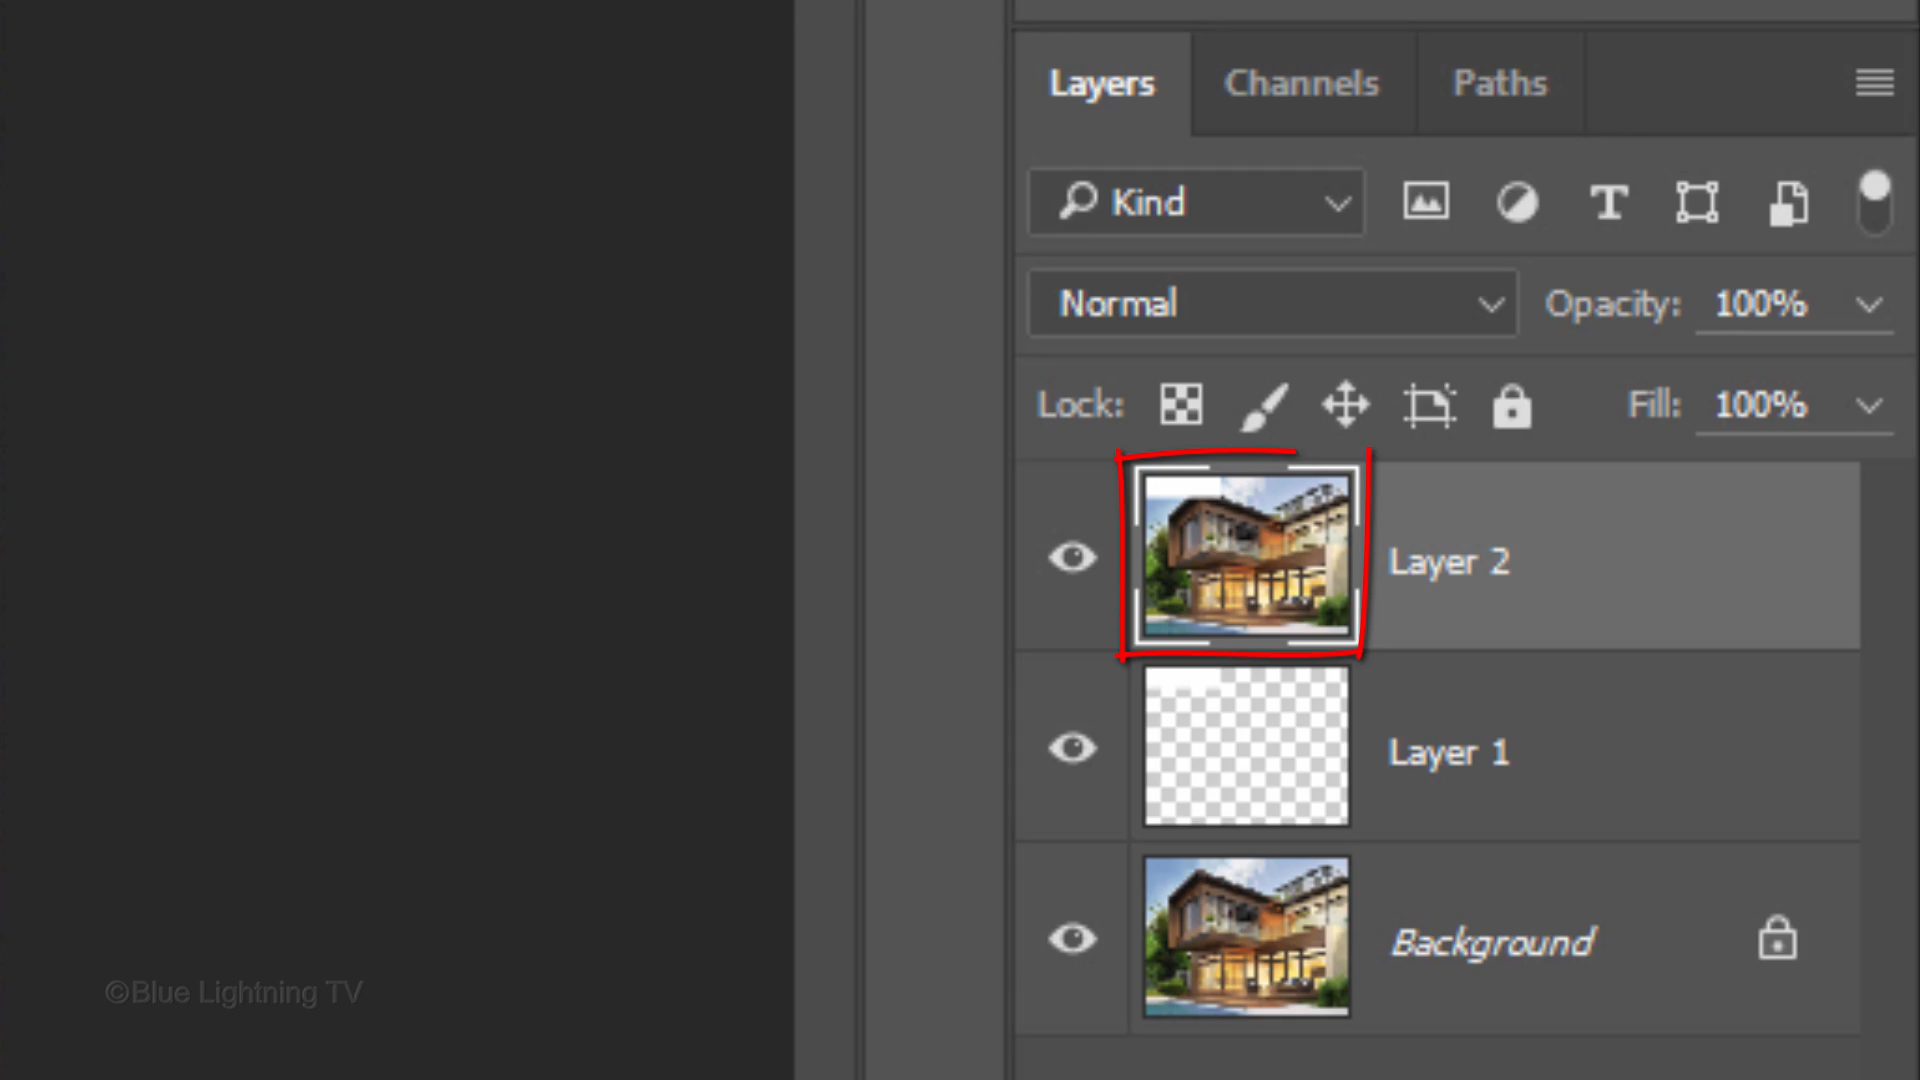 Layers Channels Paths
Kind
Normal Opacity: 100%
Lock: Fill: 100%
Layer 2
Layer 1
Background
©Blue Lightning TV